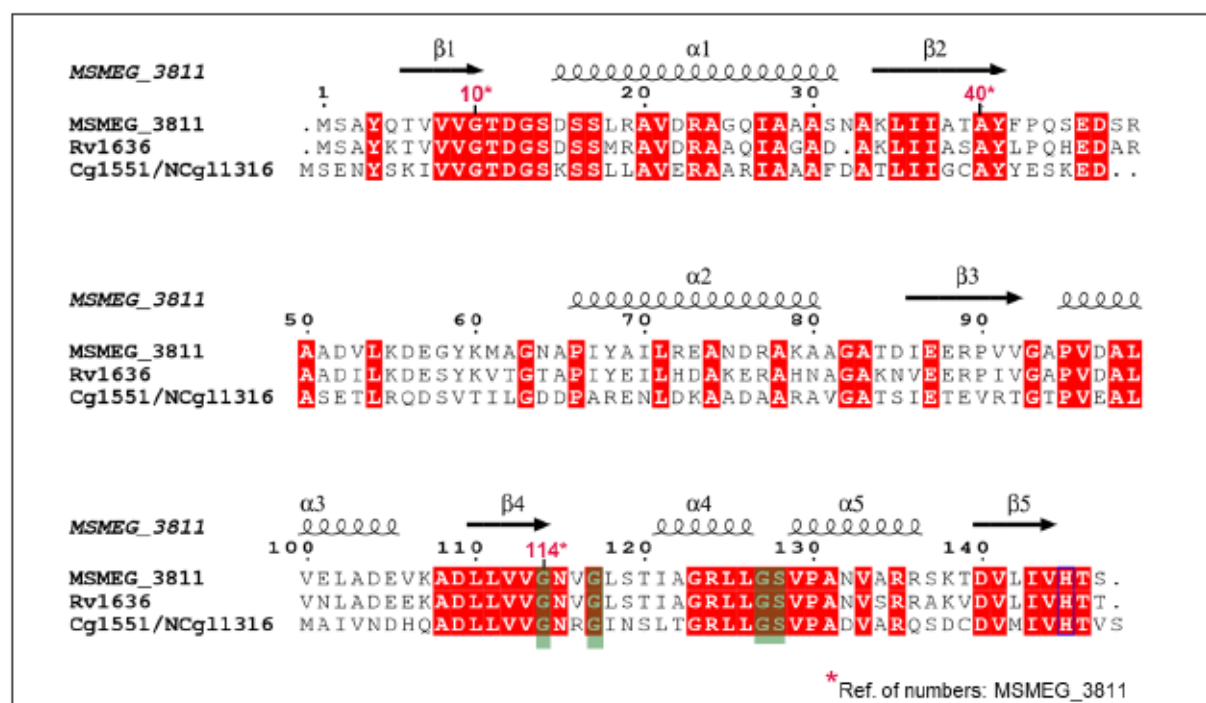 β1 α1 β2
MSMEG_3811
1 10* 20 30 40*
MSMEG_3811 .MSAYQTVVVGTDGSDSSLRAVDRAGQIAAASNAKLIIATAYFPQSEDSR
Rv1636 .MSAYKTVVVGTDGSDSSMRAVDRAAQIAGAD.AKLIIASAYLPQHEDAR
Cg1551/NCgl1316 MSENYSKIVVGTDGSKSSLLAVERAARIAAAFDATLIIGCAYYESKED..
α2 β3
MSMEG_3811
50 60 70 80 90
MSMEG_3811 AADVLKDEGYKMAGNAPIYAILREANDRAKAAGATDIEERPVVGAPVDAL
Rv1636 AADILKDESYKVTGTAPIYEILHDAKERAHNAGAKNVEERPIVGAPVDAL
Cg1551/NCgl1316 ASETLRQDSVTILGDDPARENLDKAADAARAVGATSIETEVRTGTPVEAL
α3 β4 α4 α5 β5
MSMEG_3811
100 110 114* 120 130 140
MSMEG_3811 VELADEVKADLLVVGNVGLSTIAGRLLGSVPANVARRSKTDVLIVHTS.
Rv1636 VNLADEEKADLLVVGNVGLSTIAGRLLGSVPANVSRRAKVDVLIVHTT.
Cg1551/NCgl1316 MAIVNDHQADLLVVGNRGINSLTGRLLGSVPADVARQSDCDVMIVHTVS
*Ref. of numbers: MSMEG_3811